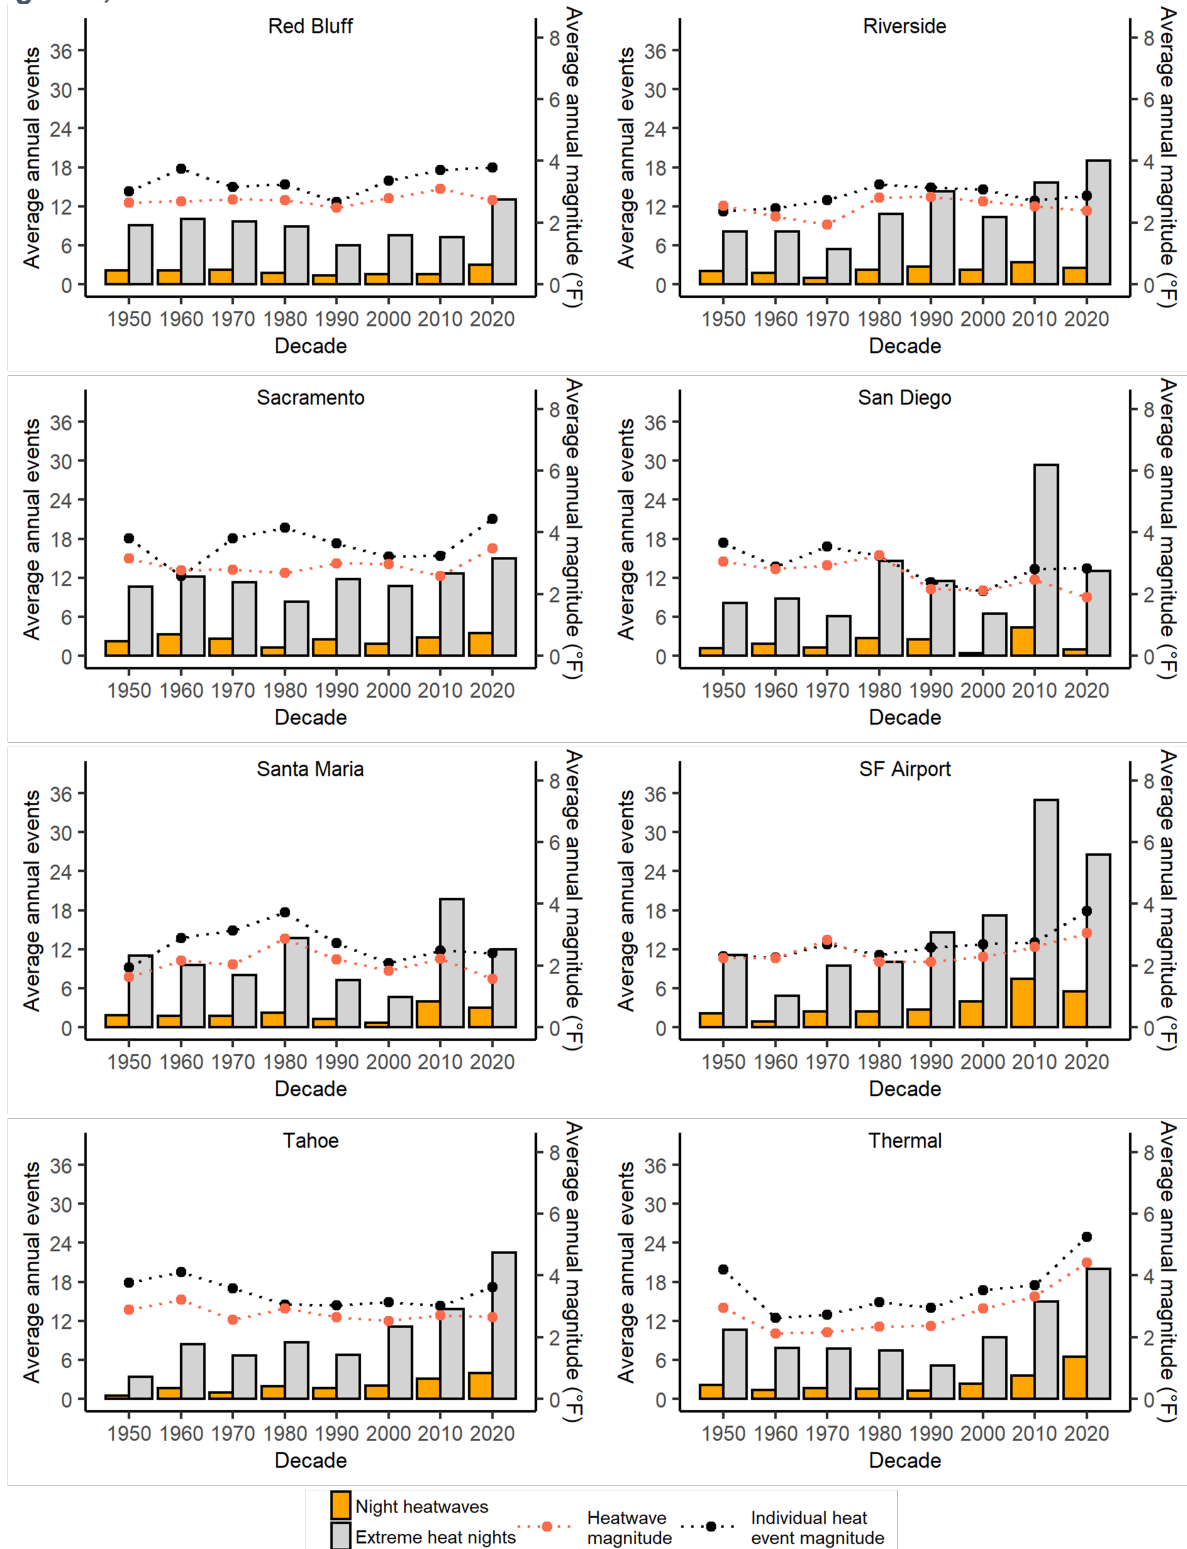 Red Bluff
Average annual events
36
30
24
18
12
6
0
8
6
4
2
0
Average annual magnitude (°F)
1950 1960 1970 1980 1990 2000 2010 2020
Decade
Riverside
Average annual events
36
30
24
18
12
6
0
8
6
4
2
0
Average annual magnitude (°F)
1950 1960 1970 1980 1990 2000 2010 2020
Decade
Sacramento
Average annual events
36
30
24
18
12
6
0
8
6
4
2
0
Average annual magnitude (°F)
1950 1960 1970 1980 1990 2000 2010 2020
Decade
San Diego
Average annual events
36
30
24
18
12
6
0
8
6
4
2
0
Average annual magnitude (°F)
1950 1960 1970 1980 1990 2000 2010 2020
Decade
Santa Maria
Average annual events
36
30
24
18
12
6
0
8
6
4
2
0
Average annual magnitude (°F)
1950 1960 1970 1980 1990 2000 2010 2020
Decade
SF Airport
Average annual events
36
30
24
18
12
6
0
8
6
4
2
0
Average annual magnitude (°F)
1950 1960 1970 1980 1990 2000 2010 2020
Decade
Tahoe
Average annual events
36
30
24
18
12
6
0
8
6
4
2
0
Average annual magnitude (°F)
1950 1960 1970 1980 1990 2000 2010 2020
Decade
Thermal
Average annual events
36
30
24
18
12
6
0
8
6
4
2
0
Average annual magnitude (°F)
1950 1960 1970 1980 1990 2000 2010 2020
Decade
Night heatwaves
Extreme heat nights
Heatwave
magnitude
Individual heat
event magnitude